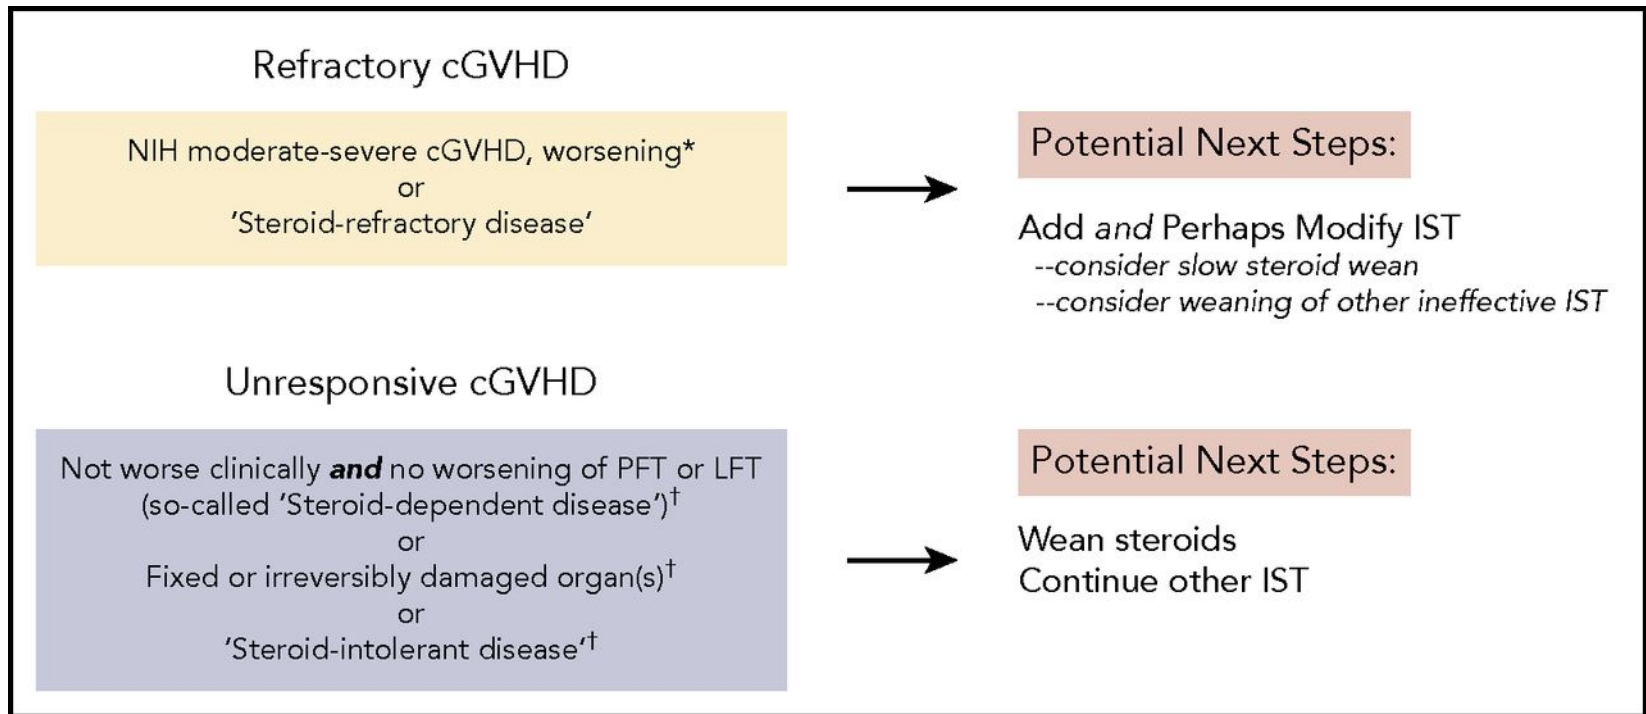 Refractory cGVHD
NIH moderate-severe cGVHD, worsening*
or
'Steroid-refractory disease'
Potential Next Steps:
Add and Perhaps Modify IST
--consider slow steroid wean
--consider weaning of other ineffective IST
Unresponsive cGVHD
Not worse clinically and no worsening of PFT or LFT
(so-called 'Steroid-dependent disease')†
or
Fixed or irreversibly damaged organ(s)†
or
'Steroid-intolerant disease'†
Potential Next Steps:
Wean steroids
Continue other IST